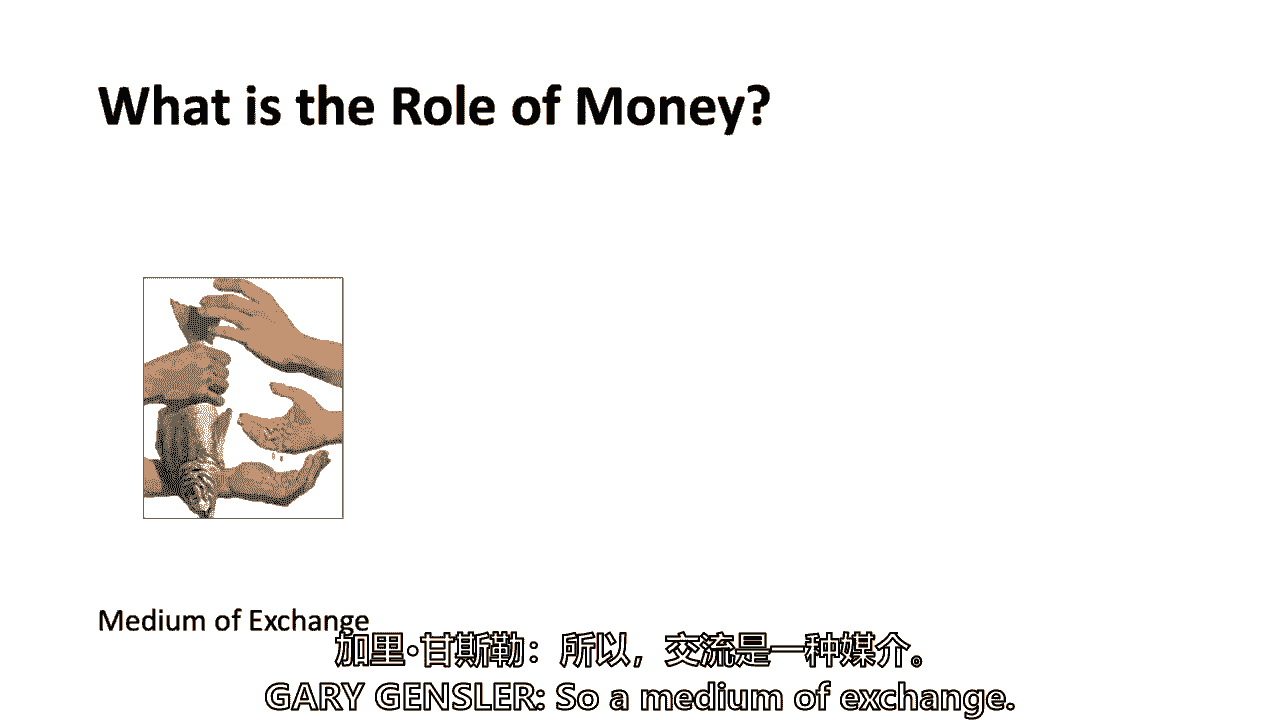 What is the Role of Money?
Medium of Exchange
加里·甘斯勒：所以，交流是一种媒介。
GARY GENSLER: So a medium of exchange.